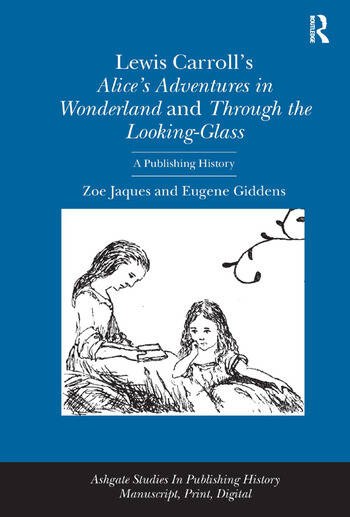 ROUTLEDGE
Lewis Carroll's
Alice's Adventures in
Wonderland and Through the
Looking-Glass
A Publishing History
Zoe Jaques and Eugene Giddens
Ashgate Studies In Publishing History
Manuscript, Print, Digital